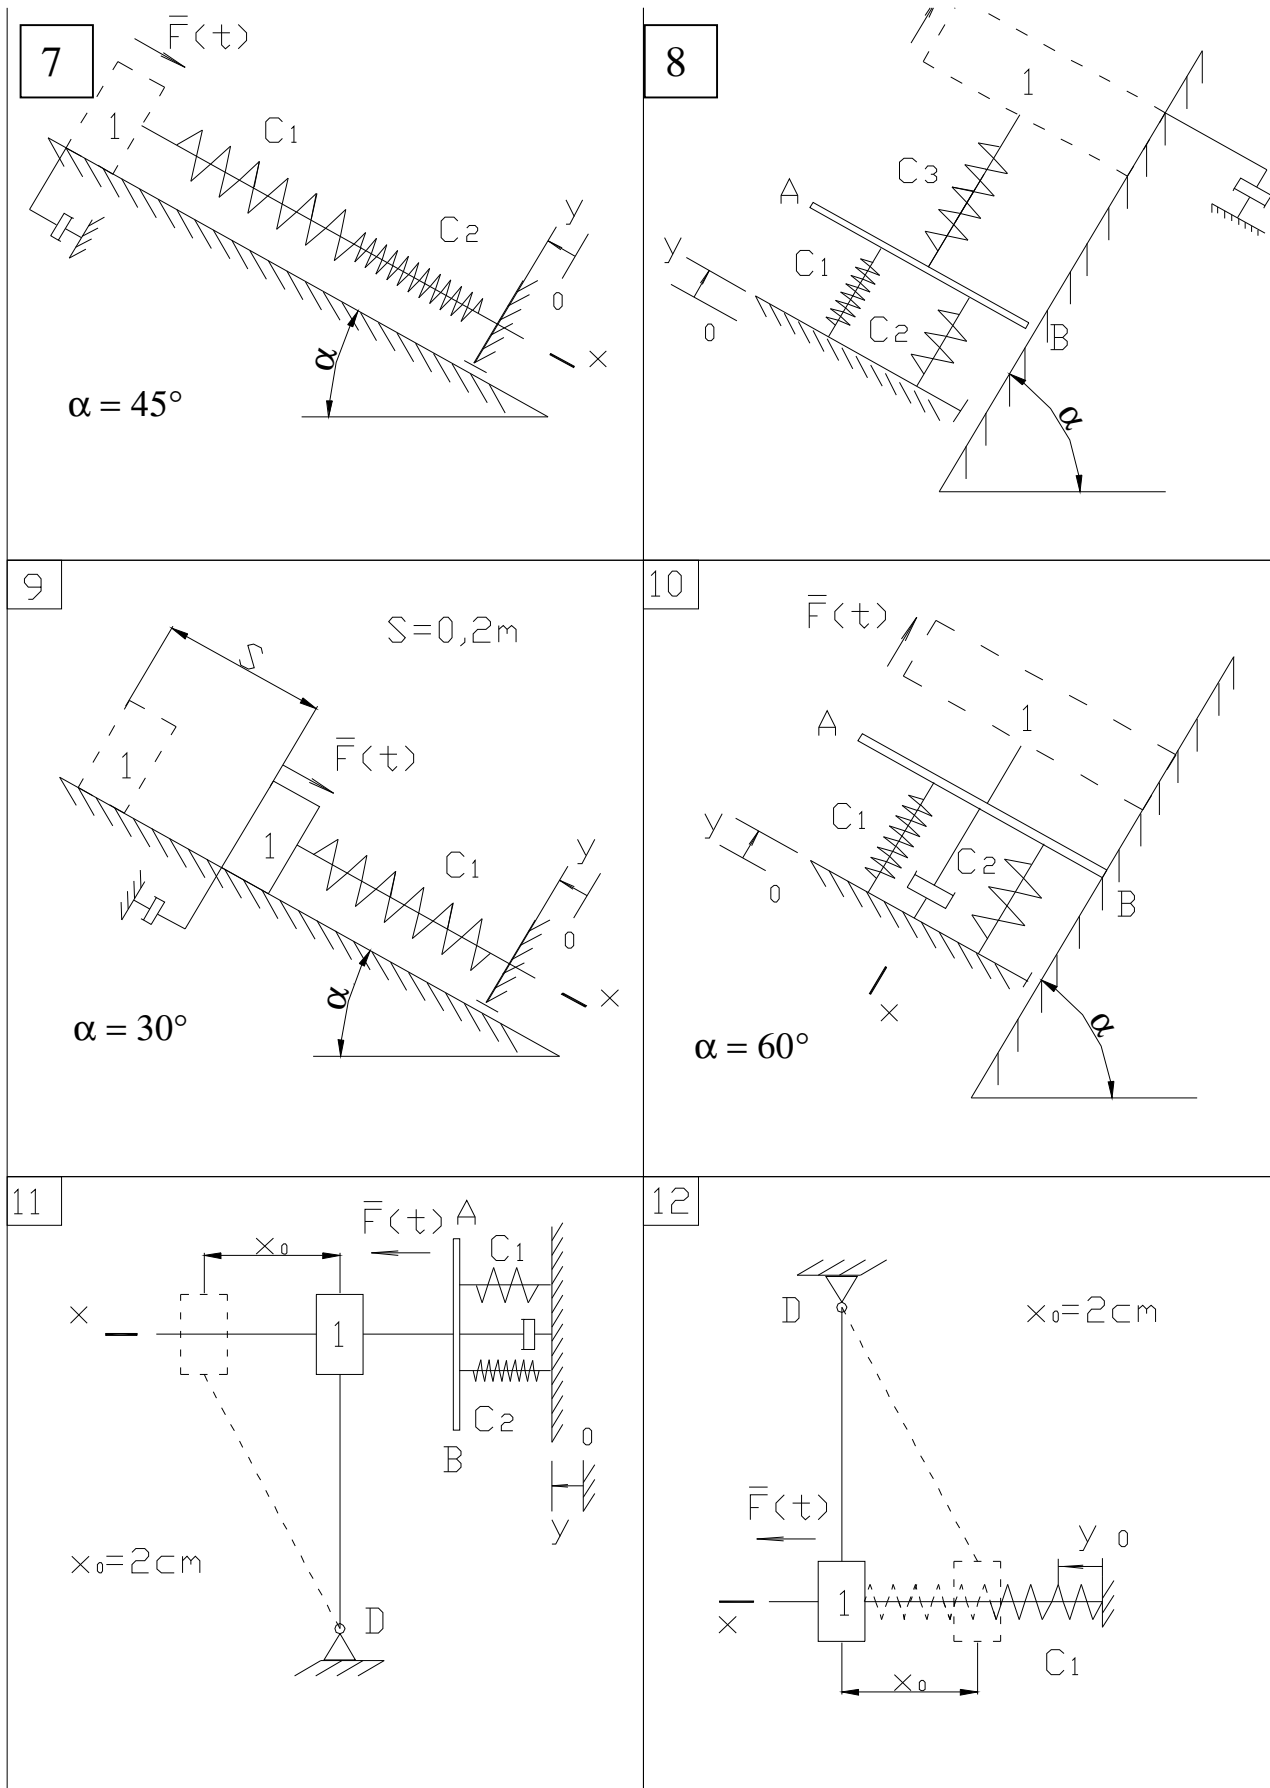 7
F̅(t)
1
C1
C2
y
0
x
α
α = 45°
8
1
C3
A
C1
C2
y
0
B
α
9
S=0,2m
S
1
F̅(t)
1
C1
y
0
x
α
α = 30°
10
F̅(t)
1
A
C1
C2
y
0
B
x
α
α = 60°
11
F̅(t)
A
x0
C1
x
1
C2
B
0
y
x0=2cm
D
12
D
x0=2cm
F̅(t)
y 0
1
x
C1
x0